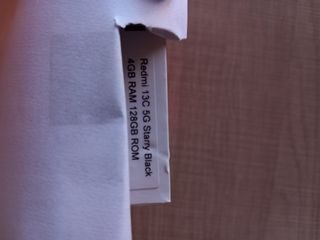 Redmi 13C 5G Starry Black
4GB RAM 128GB ROM